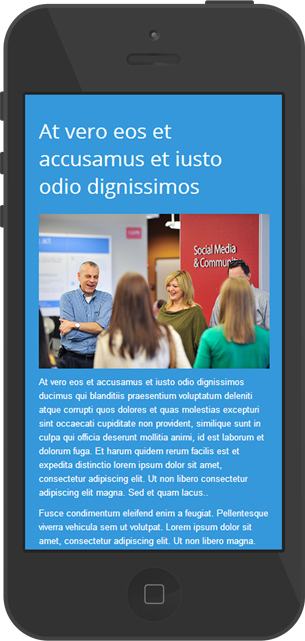 At vero eos et
accusamus et iusto
odio dignissimos
Social Media
& Communi
At vero eos et accusamus et iusto odio dignissimos
ducimus qui blanditiis praesentium voluptatum deleniti
atque corrupti quos dolores et quas molestias excepturi
sint occaecati cupiditate non provident, similique sunt in
culpa qui officia deserunt mollitia animi, id est laborum et
dolorum fuga. Et harum quidem rerum facilis est et
expedita distinctio lorem ipsum dolor sit amet,
consectetur adipiscing elit. Ut non libero consectetur
adipiscing elit magna. Sed et quam lacus..
Fusce condimentum eleifend enim a feugiat. Pellentesque
viverra vehicula sem ut volutpat. Lorem ipsum dolor sit
amet, consectetur adipiscing elit. Ut non libero magna.